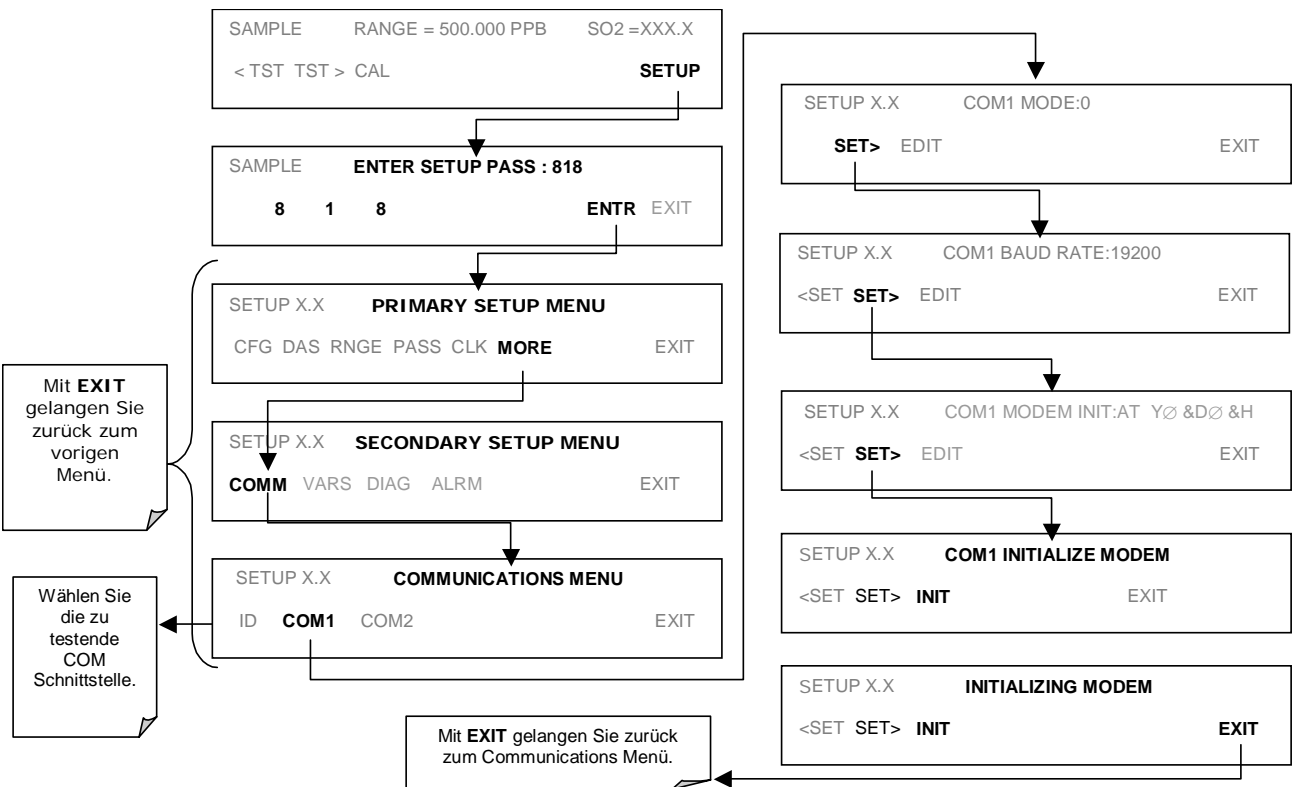 SAMPLE RANGE = 500.000 PPB SO2 =XXX.X
< TST TST > CAL SETUP
SAMPLE ENTER SETUP PASS : 818
8 1 8 ENTR EXIT
SETUP X.X PRIMARY SETUP MENU
CFG DAS RNGE PASS CLK MORE EXIT
Mit EXIT
gelangen Sie
zurück zum
vorigen
Menü.
SETUP X.X SECONDARY SETUP MENU
COMM VARS DIAG ALRM EXIT
SETUP X.X COMMUNICATIONS MENU
ID COM1 COM2 EXIT
Wählen Sie
die zu
testende
COM
Schnittstelle.
SETUP X.X COM1 MODE:0
SET> EDIT EXIT
SETUP X.X COM1 BAUD RATE:19200
<SET SET> EDIT EXIT
SETUP X.X COM1 MODEM INIT:AT Y∅ &D∅ &H
<SET SET> EDIT EXIT
SETUP X.X COM1 INITIALIZE MODEM
<SET SET> INIT EXIT
SETUP X.X INITIALIZING MODEM
<SET SET> INIT EXIT
Mit EXIT gelangen Sie zurück
zum Communications Menü.